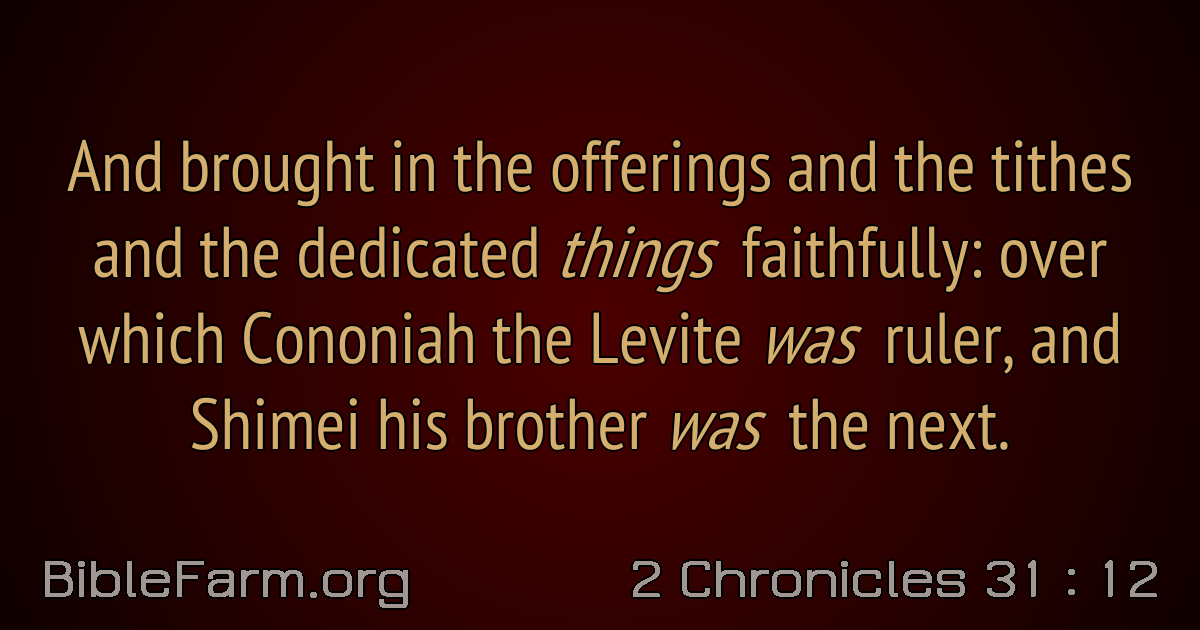 And brought in the offerings and the tithes
and the dedicated things faithfully: over
which Cononiah the Levite was ruler, and
Shimei his brother was the next.
BibleFarm.org
2 Chronicles 31 : 12